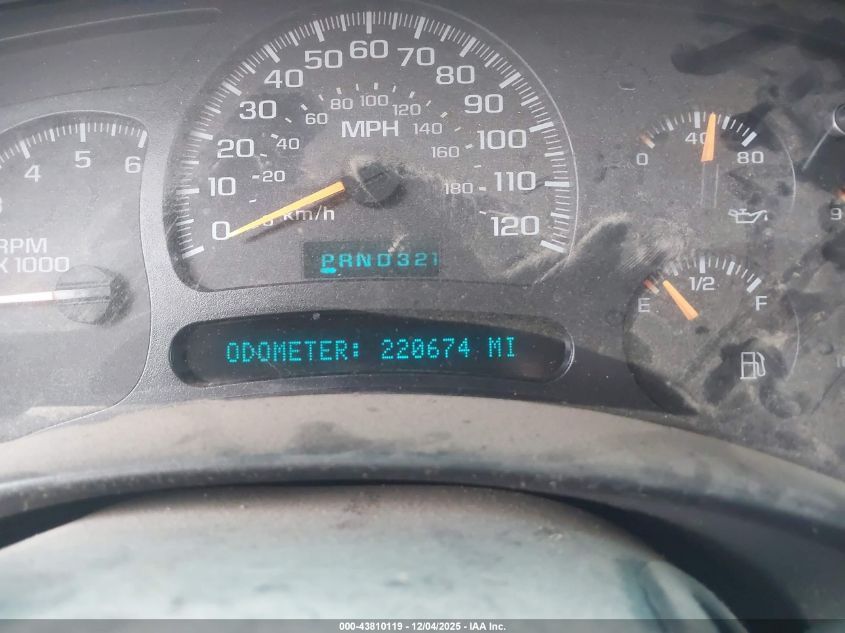 4 5 6
RPM
X 1000
0 10 20 30 40 50 60 70 80 90 100 110 120
20 40 60 80 100 120 140 160 180
MPH
km/h
PRND321
ODOMETER: 220674 MI
0 40 80
E 1/2 F
9
000-43810119 - 12/04/2025 - IAA Inc.